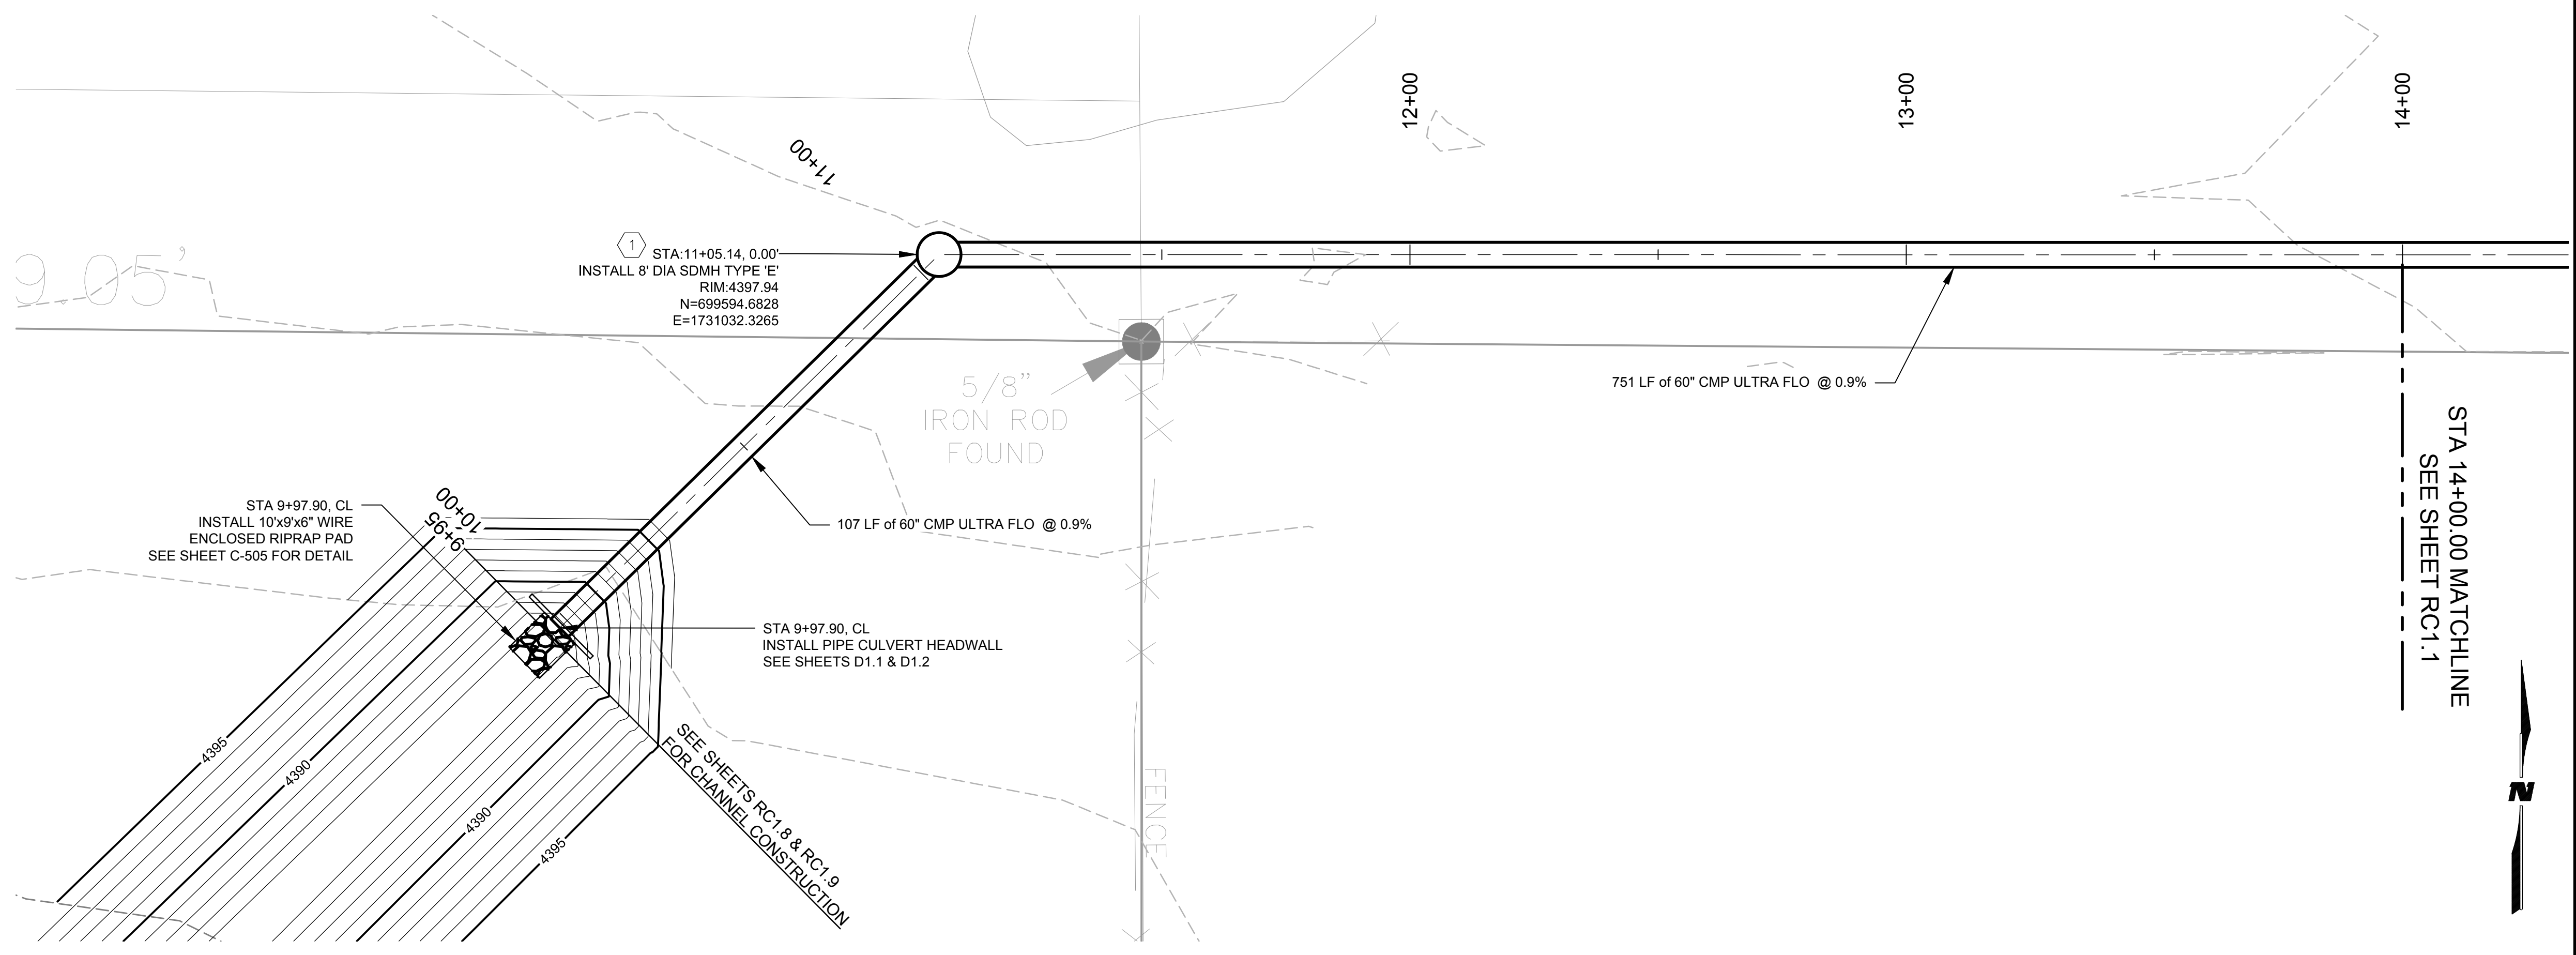 12+00
13+00
14+00
11+00
9.05'
1
STA:11+05.14, 0.00'
INSTALL 8' DIA SDMH TYPE 'E'
RIM:4397.94
N=699594.6828
E=1731032.3265
5/8"
IRON ROD
FOUND
751 LF of 60" CMP ULTRA FLO @ 0.9%
STA 14+00.00 MATCHLINE
SEE SHEET RC1.1
10+00
9+95
STA 9+97.90, CL
INSTALL 10'x9'x6" WIRE
ENCLOSED RIPRAP PAD
SEE SHEET C-505 FOR DETAIL
107 LF of 60" CMP ULTRA FLO @ 0.9%
STA 9+97.90, CL
INSTALL PIPE CULVERT HEADWALL
SEE SHEETS D1.1 & D1.2
SEE SHEETS RC1.8 & RC1.9
FOR CHANNEL CONSTRUCTION
4395
4390
4390
4395
FENCE
N